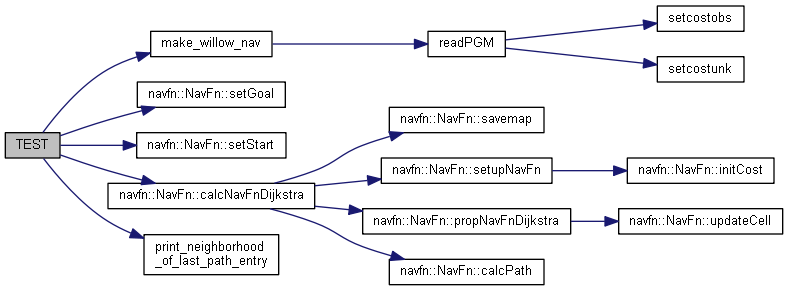 TEST
make_willow_nav
readPGM
setcostobs
setcostunk
navfn::NavFn::setGoal
navfn::NavFn::setStart
navfn::NavFn::calcNavFnDijkstra
navfn::NavFn::savemap
navfn::NavFn::setupNavFn
navfn::NavFn::initCost
navfn::NavFn::propNavFnDijkstra
navfn::NavFn::updateCell
navfn::NavFn::calcPath
print_neighborhood
_of_last_path_entry